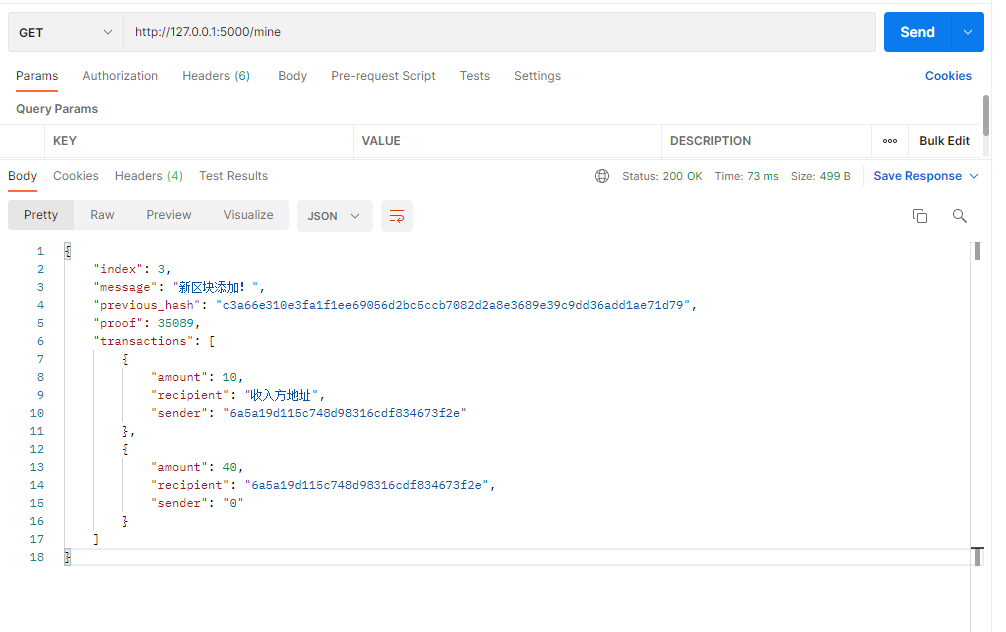 GET http://127.0.0.1:5000/mine Send
Params Authorization Headers (6) Body Pre-request Script Tests Settings Cookies
Query Params
KEY VALUE DESCRIPTION ooo Bulk Edit
Body Cookies Headers (4) Test Results Status: 200 OK Time: 73 ms Size: 499 B Save Response
Pretty Raw Preview Visualize JSON
1 {
2 "index": 3,
3 "message": "新区块添加！",
4 "previous_hash": "c3a66e310e3fa1f1ee69056d2bc5ccb7082d2a8e3689e39c9dd36add1ae71d79",
5 "proof": 35089,
6 "transactions": [
7 {
8 "amount": 10,
9 "recipient": "收入方地址",
10 "sender": "6a5a19d115c748d98316cdf834673f2e"
11 },
12 {
13 "amount": 40,
14 "recipient": "6a5a19d115c748d98316cdf834673f2e",
15 "sender": "0"
16 }
17 ]
18 }